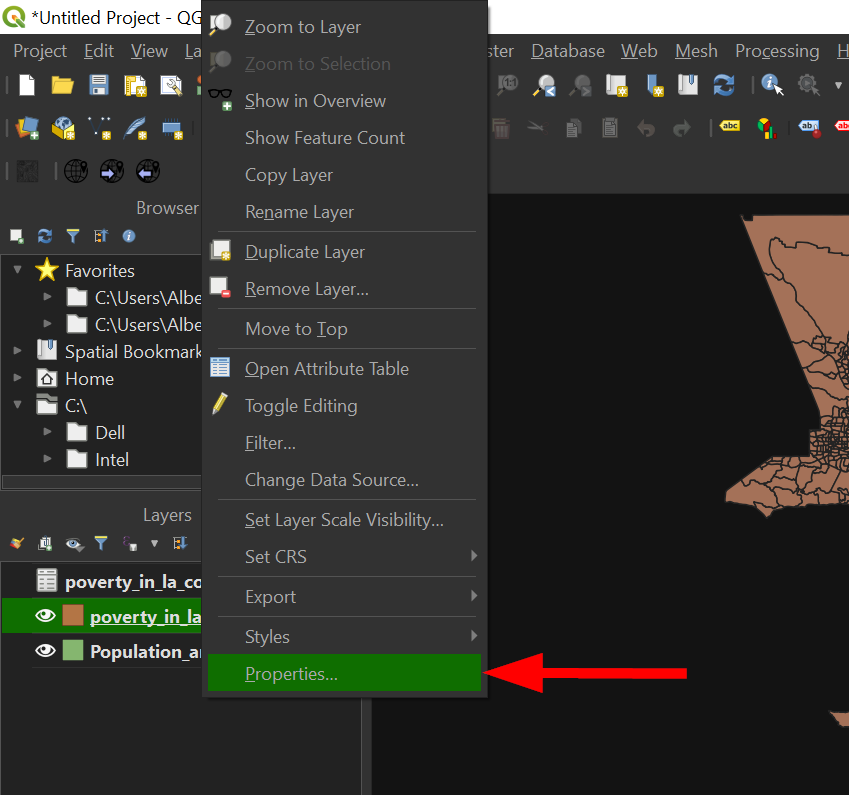 *Untitled Project - QG
Project Edit View La
ster Database Web Mesh Processing H
abc
abc
Browser
Favorites
C:\Users\Albe
C:\Users\Albe
Spatial Bookmark
Home
C:\
Dell
Intel
Layers
poverty_in_la_co
poverty_in_la
Population_a
Zoom to Layer
Zoom to Selection
Show in Overview
Show Feature Count
Copy Layer
Rename Layer
Duplicate Layer
Remove Layer...
Move to Top
Open Attribute Table
Toggle Editing
Filter...
Change Data Source...
Set Layer Scale Visibility...
Set CRS
Export
Styles
Properties...